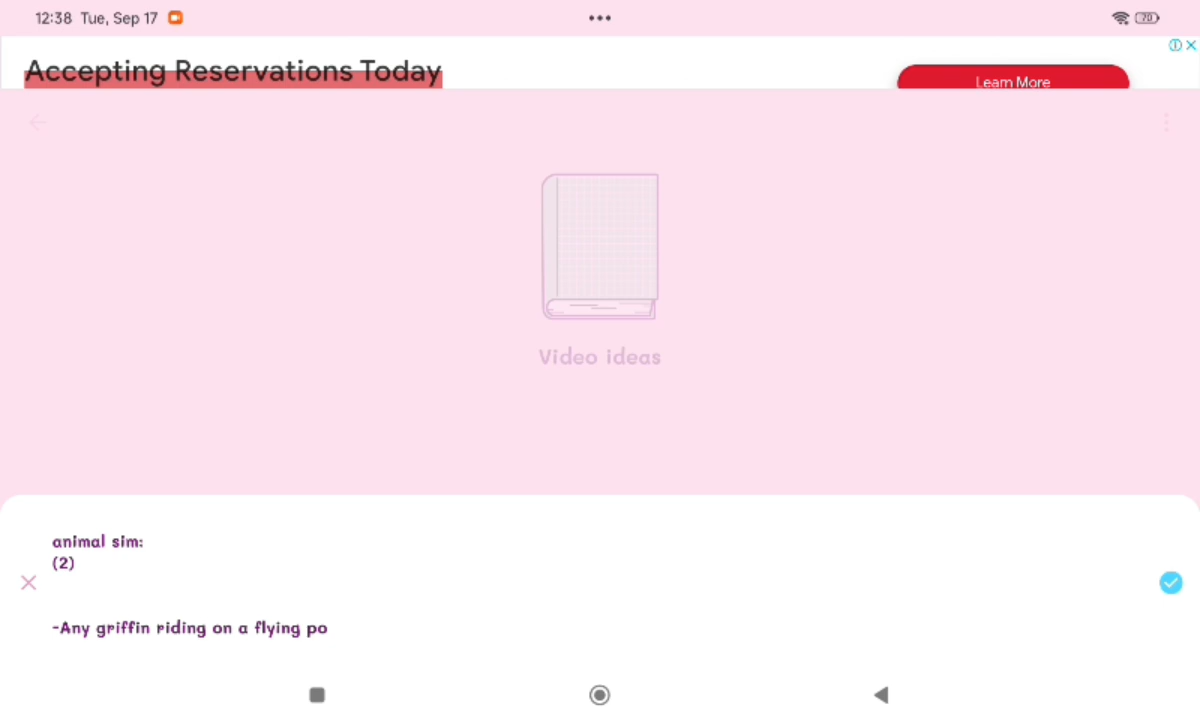 12:38 Tue, Sep 17
70
Accepting Reservations Today
Learn More
Video ideas
animal sim:
(2)
-Any griffin riding on a flying po